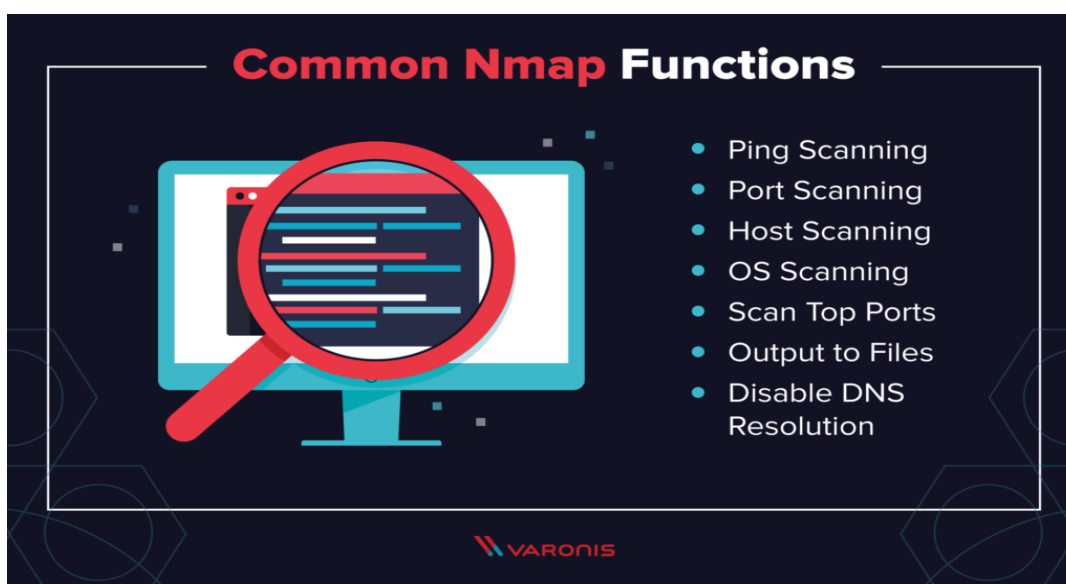 Common Nmap Functions
Ping Scanning
Port Scanning
Host Scanning
OS Scanning
Scan Top Ports
Output to Files
Disable DNS
Resolution
VARONIS